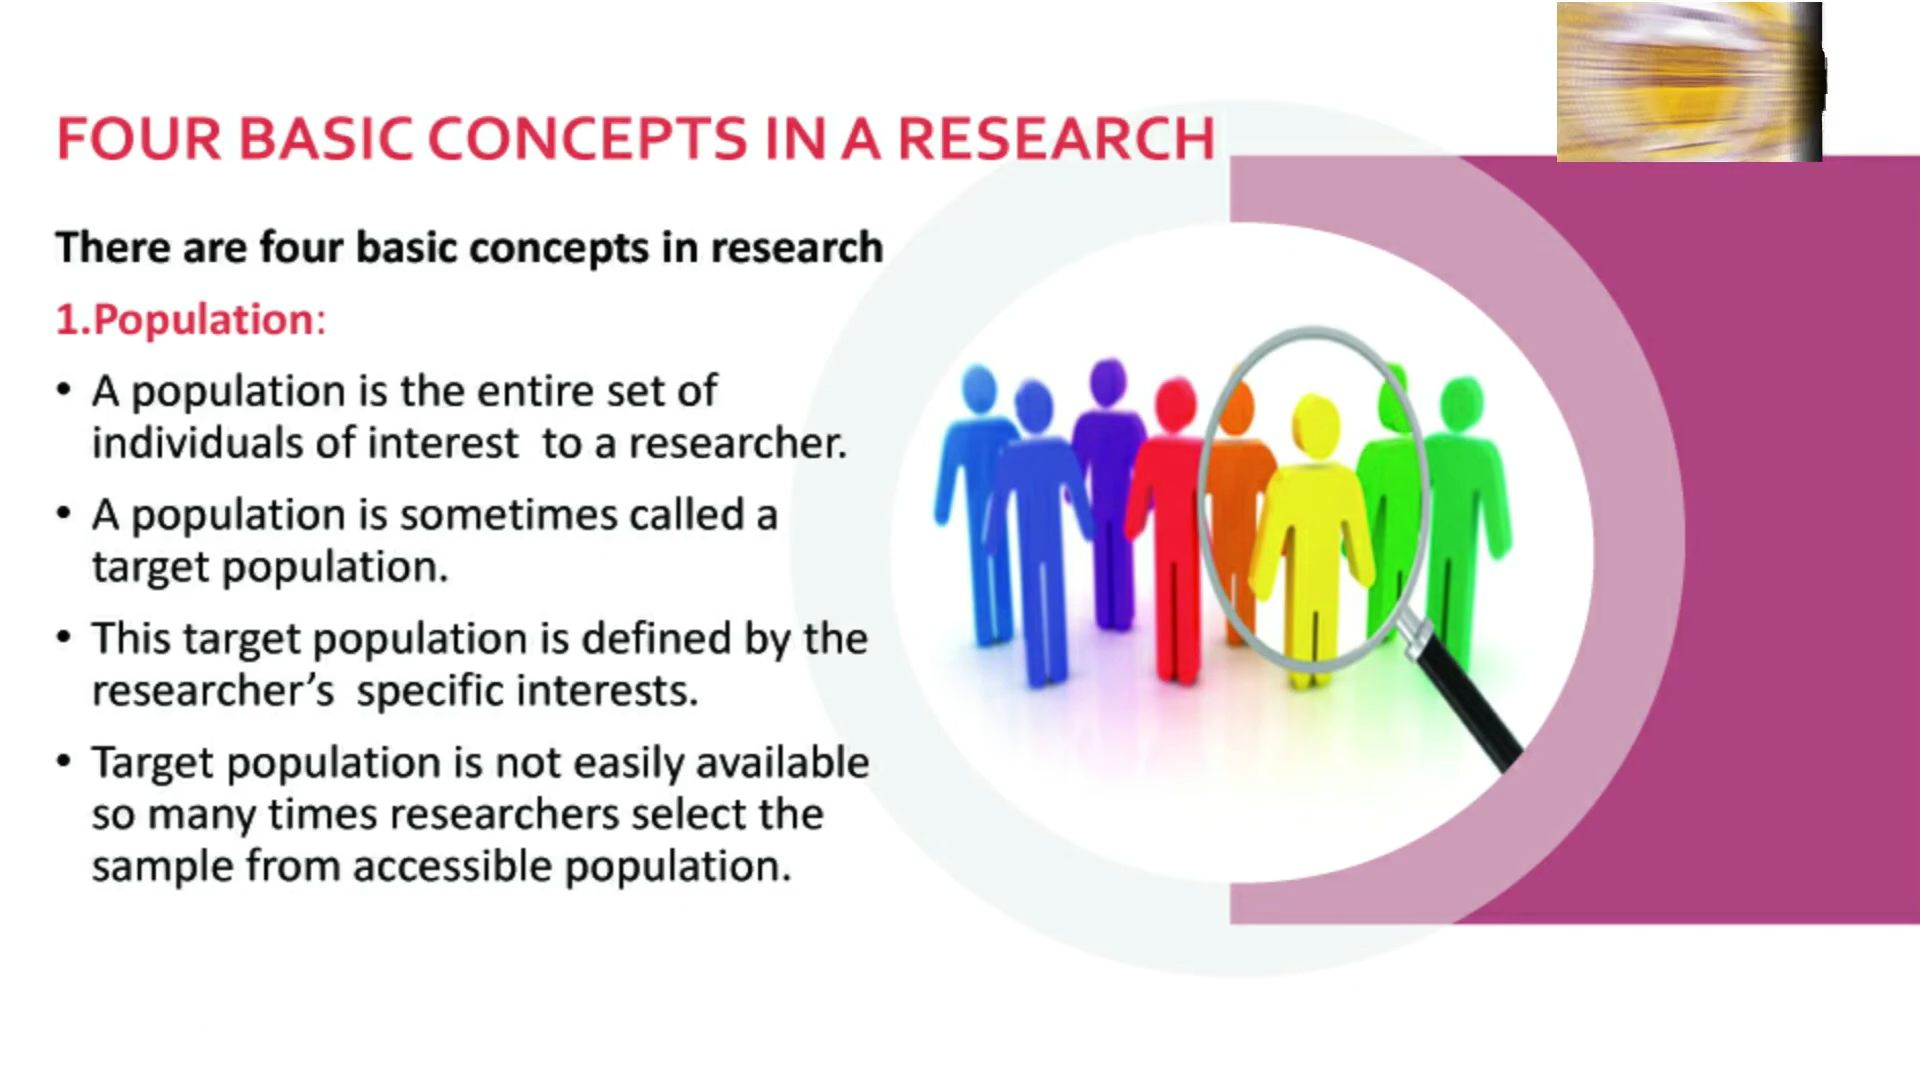 FOUR BASIC CONCEPTS IN A RESEARCH
There are four basic concepts in research
1.Population:
• A population is the entire set of
individuals of interest  to a researcher.
• A population is sometimes called a
target population.
• This target population is defined by the
researcher’s  specific interests.
• Target population is not easily available
so many times researchers select the
sample from accessible population.